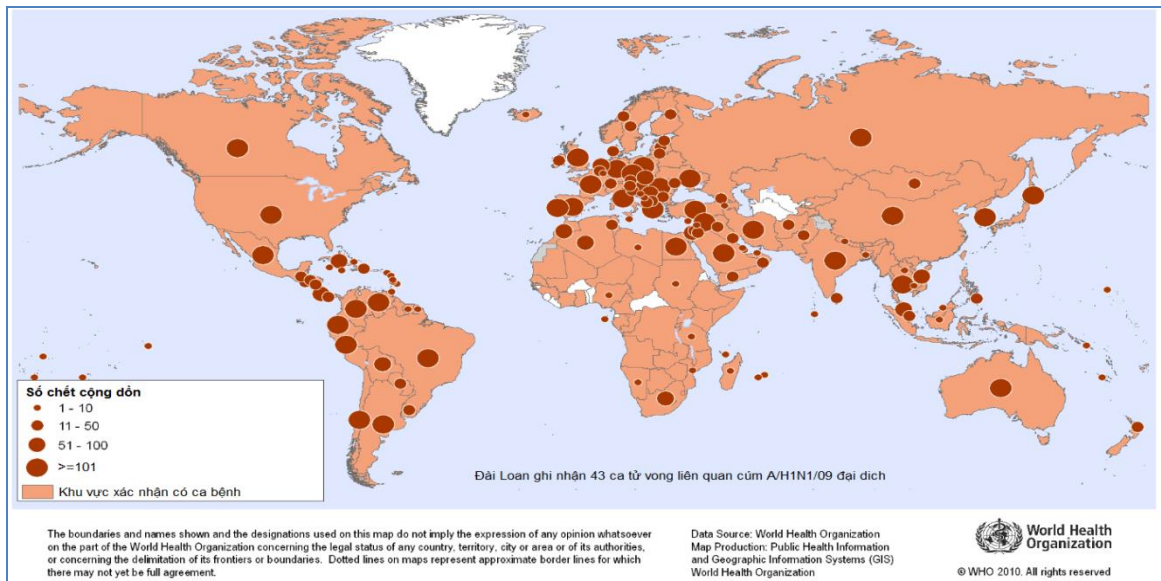 Số chết cộng dồn
1 - 10
11 - 50
51 - 100
>=101
Khu vực xác nhận có ca bệnh
Đài Loan ghi nhận 43 ca tử vong liên quan cúm A/H1N1/09 đại dịch
The boundaries and names shown and the designations used on this map do not imply the expression of any opinion whatsoever
on the part of the World Health Organization concerning the legal status of any country, territory, city or area or of its authorities,
or concerning the delimitation of its frontiers or boundaries. Dotted lines on maps represent approximate border lines for which
there may not yet be full agreement.
Data Source: World Health Organization
Map Production: Public Health Information
and Geographic Information Systems (GIS)
World Health Organization
World Health
Organization
© WHO 2010. All rights reserved